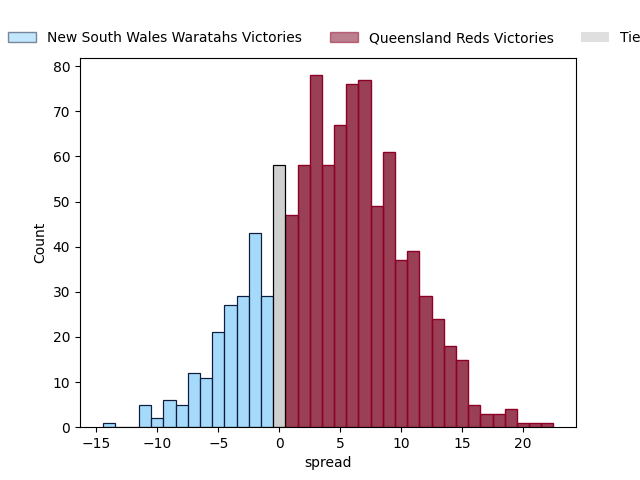 New South Wales Waratahs Victories Queensland Reds Victories Tie
80
70
60
50
40
30
20
10
0
Count
−15 −10 −5 0 5 10 15 20
spread